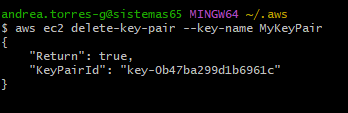 andrea.torres-g@sistemas65 MINGW64 ~/.aws
$ aws ec2 delete-key-pair --key-name MyKeyPair
{
    "Return": true,
    "KeyPairId": "key-0b47ba299d1b6961c"
}